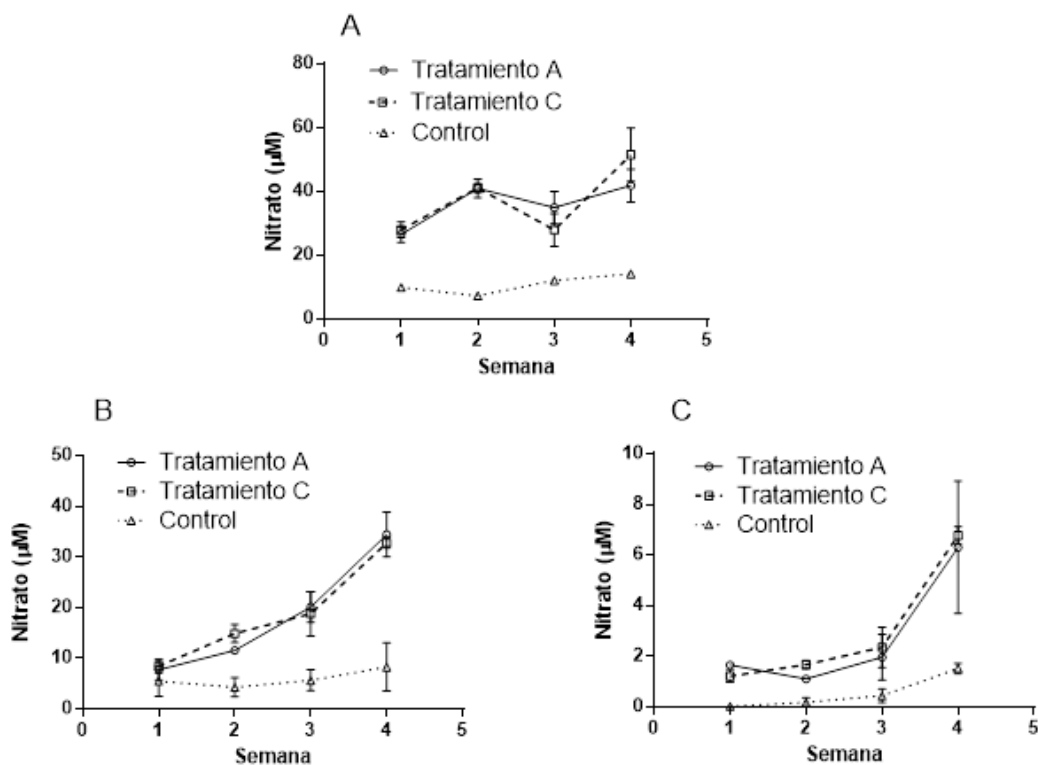 A
Tratamiento A
Tratamiento C
Control
Nitrato (µM)
80
60
40
20
0
0 1 2 3 4 5
Semana
B
Tratamiento A
Tratamiento C
Control
Nitrato (µM)
50
40
30
20
10
0
0 1 2 3 4 5
Semana
C
Tratamiento A
Tratamiento C
Control
Nitrato (µM)
10
8
6
4
2
0
0 1 2 3 4 5
Semana